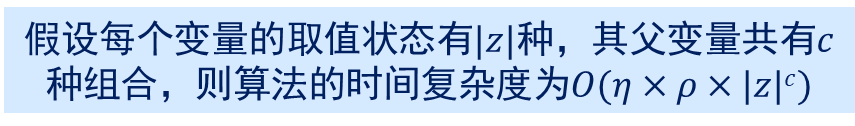 假设每个变量的取值状态有|z|种，其父变量共有c
种组合，则算法的时间复杂度为O(η × ρ × |z|ᶜ)